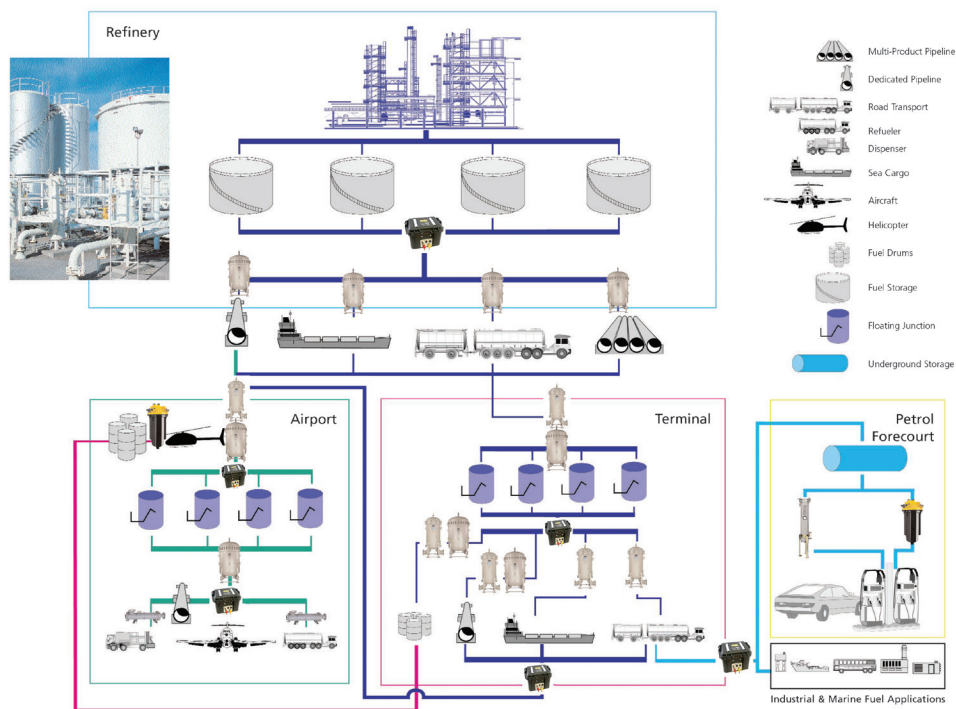 Refinery
Multi-Product Pipeline
Dedicated Pipeline
Road Transport
Refueler
Dispenser
Sea Cargo
Aircraft
Helicopter
Fuel Drums
Fuel Storage
Floating Junction
Underground Storage
Airport
Terminal
Petrol
Forecourt
Industrial & Marine Fuel Applications